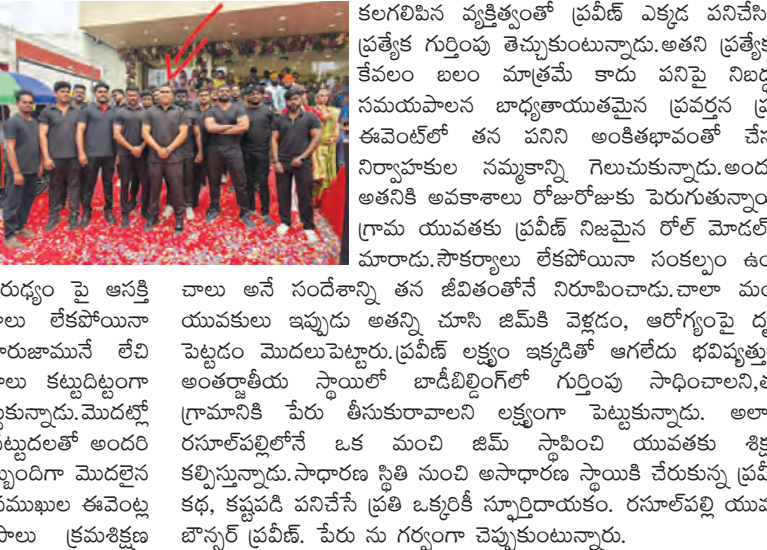 కలగలిపిన వ్యక్తిత్వంతో ప్రవీణ్ ఎక్కడ పనిచేసి
ప్రత్యేక గుర్తింపు తెచ్చుకుంటున్నాడు.అతని ప్రత్యేక
కేవలం బలం మాత్రమే కాదు పనిపై నిబద్ధ
సమయపాలన బాధ్యతాయుతమైన ప్రవర్తన ప్ర
ఈవెంట్‌లో తన పనిని అంకితభావంతో చేస
నిర్వాహకుల నమ్మకాన్ని గెలుచుకున్నాడు.అందు
అతనికి అవకాశాలు రోజురోజుకు పెరుగుతున్నాయి
గ్రామ యువతకు ప్రవీణ్ నిజమైన రోల్ మోడల్
మారాడు.సౌకర్యాలు లేకపోయినా సంకల్పం ఉం
చాలు అనే సందేశాన్ని తన జీవితంతోనే నిరూపించాడు.చాలా మం
యువకులు ఇప్పుడు అతన్ని చూసి జిమ్‌కి వెళ్లడం, ఆరోగ్యంపై దృ
పెట్టడం మొదలుపెట్టారు.ప్రవీణ్ లక్ష్యం ఇక్కడితో ఆగలేదు భవిష్యత్తు
అంతర్జాతీయ స్థాయిలో బాడీబిల్డింగ్‌లో గుర్తింపు సాధించాలని,త
గ్రామానికి పేరు తీసుకురావాలని లక్ష్యంగా పెట్టుకున్నాడు. అలా
రసూల్‌పల్లిలోనే ఒక మంచి జిమ్ స్థాపించి యువతకు శిక్ష
కల్పిస్తున్నాడు.సాధారణ స్థితి నుంచి అసాధారణ స్థాయికి చేరుకున్న ప్రవీ
కథ, కష్టపడి పనిచేసే ప్రతి ఒక్కరికీ స్ఫూర్తిదాయకం. రసూల్‌పల్లి యువ
బౌన్సర్ ప్రవీణ్. పేరు ను గర్వంగా చెప్పుకుంటున్నారు.
రుఢ్యం పై ఆసక్తి
ాలు లేకపోయినా
ారుజామునే లేచి
ాలు కట్టుదిట్టంగా
కున్నాడు.మొదట్లో
ట్టుదలతో అందరి
బ్బందిగా మొదలైన
్రముఖుల ఈవెంట్ల
ాలు క్రమశిక్షణ